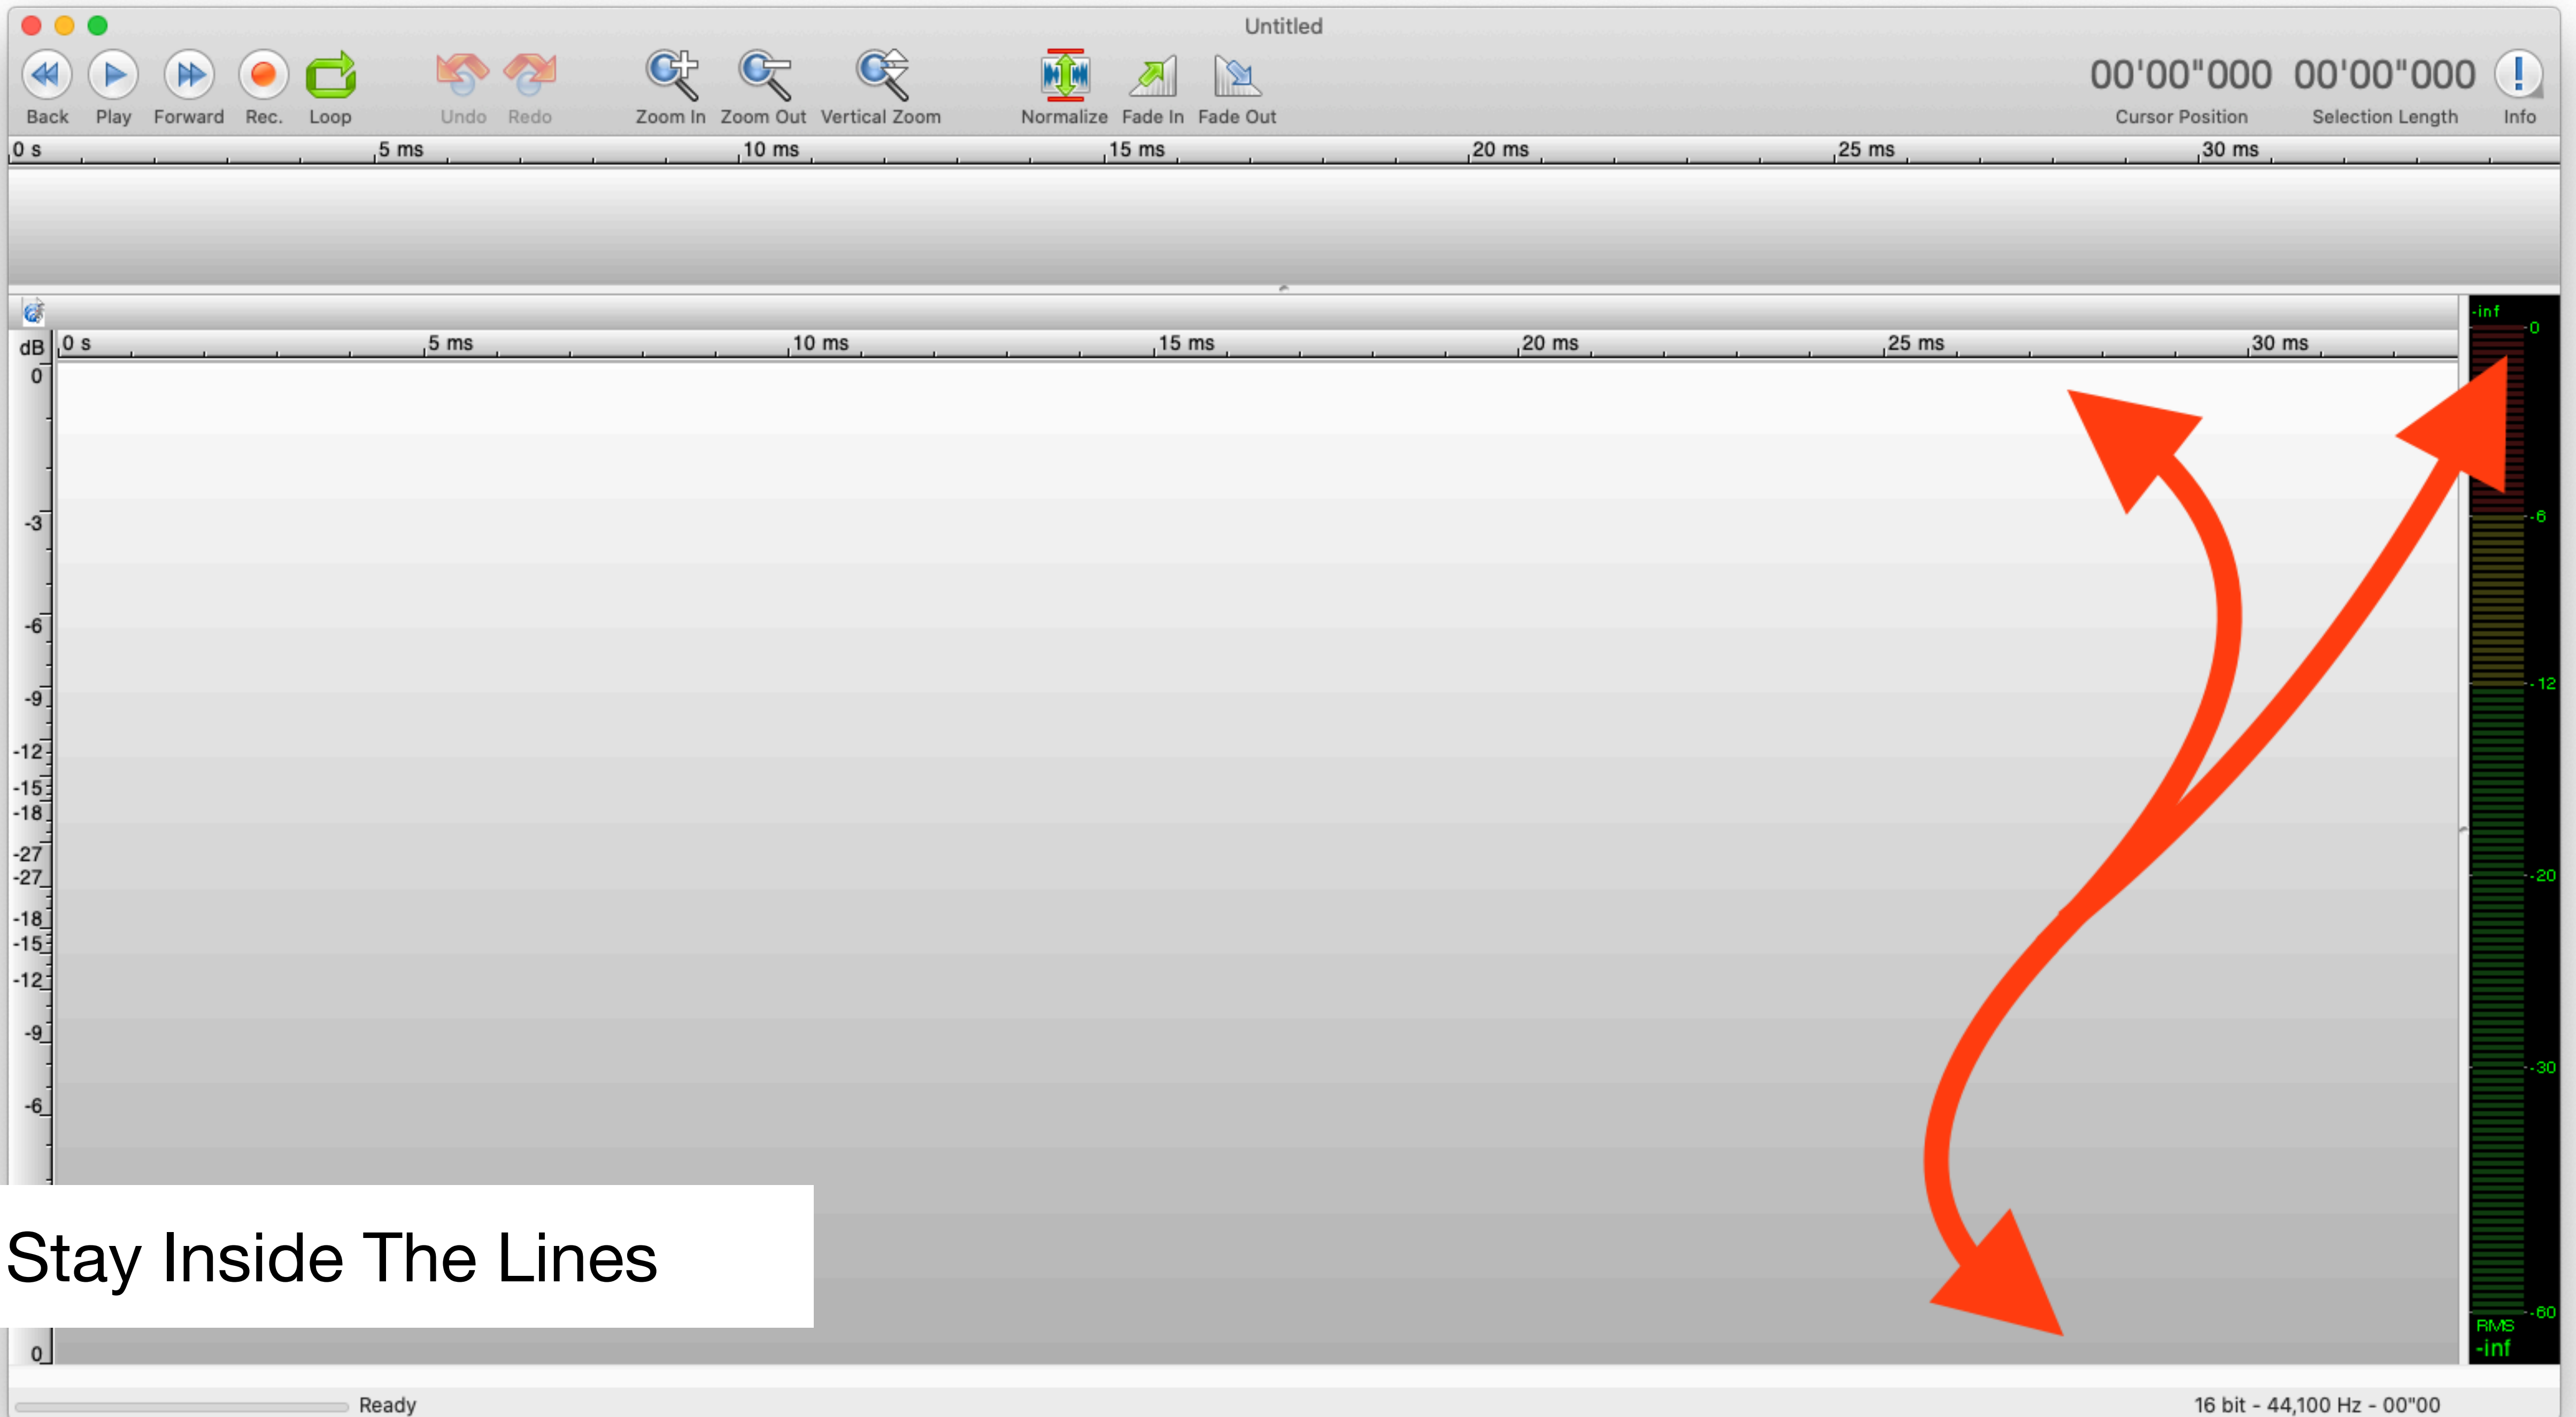 Untitled
Back Play Forward Rec. Loop Undo Redo Zoom In Zoom Out Vertical Zoom Normalize Fade In Fade Out 00'00"000 Cursor Position 00'00"000 Selection Length Info
0 s 5 ms 10 ms 15 ms 20 ms 25 ms 30 ms
dB 0 s 5 ms 10 ms 15 ms 20 ms 25 ms 30 ms
0
-3
-6
-9
-12
-15
-18
-27
-27
-18
-15
-12
-9
-6
0
-inf
-0
-6
-12
-20
-30
-60
RMS
-inf
Stay Inside The Lines
Ready
16 bit - 44,100 Hz - 00"00